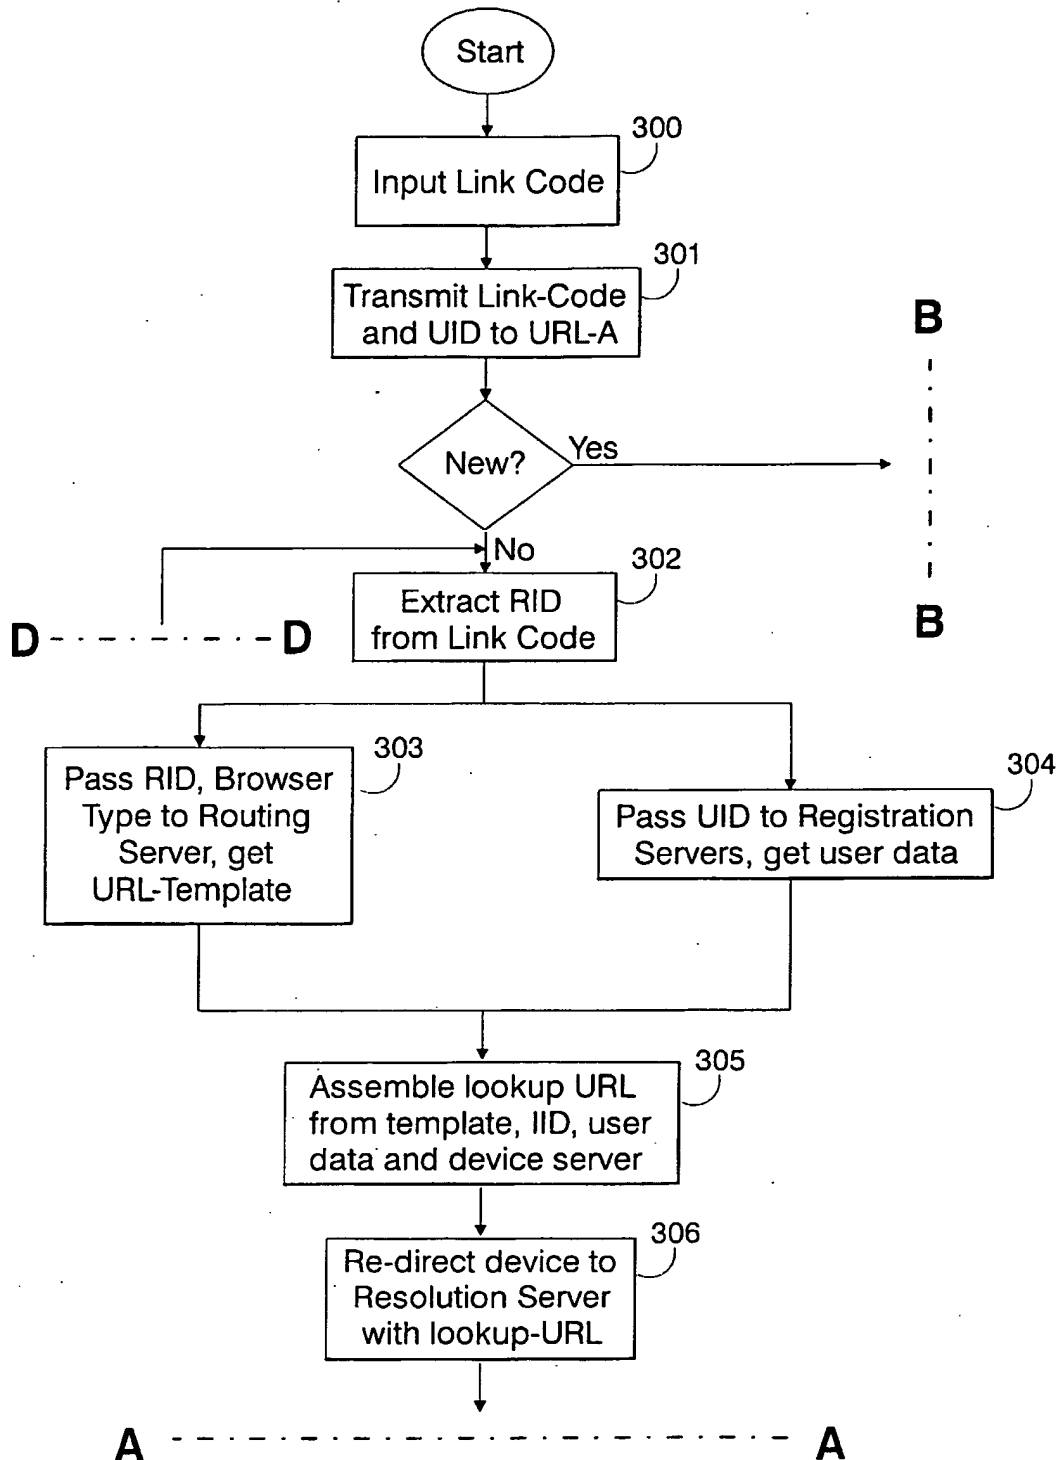 Start
300
Input Link Code
301
Transmit Link-Code
and UID to URL-A
B
New?
Yes
No
302
Extract RID
from Link Code
B
D
D
303
Pass RID, Browser
Type to Routing
Server, get
URL-Template
304
Pass UID to Registration
Servers, get user data
305
Assemble lookup URL
from template, IID, user
data and device server
306
Re-direct device to
Resolution Server
with lookup-URL
A
A